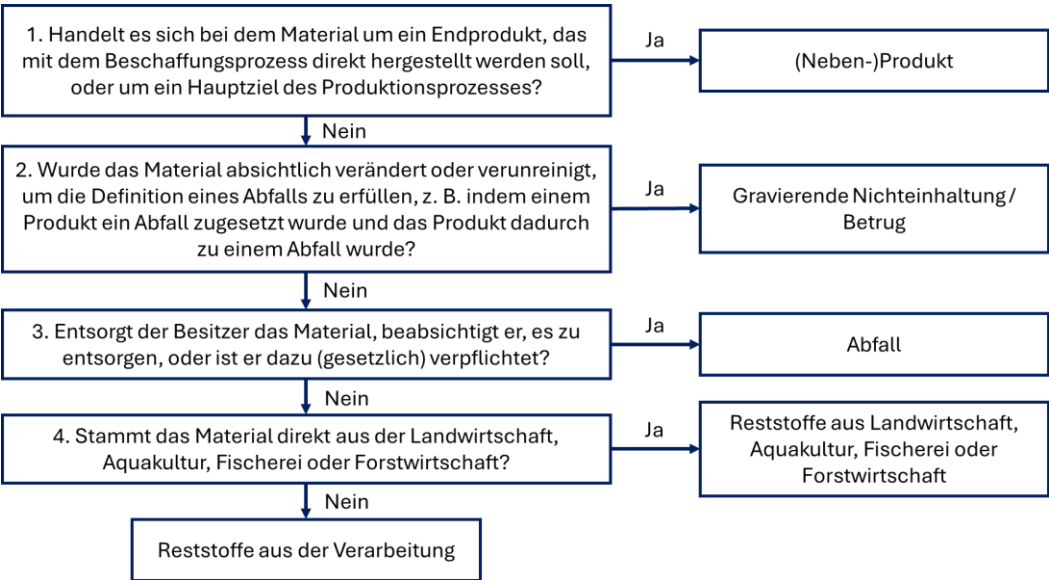 1. Handelt es sich bei dem Material um ein Endprodukt, das
mit dem Beschaffungsprozess direkt hergestellt werden soll,
oder um ein Hauptziel des Produktionsprozesses?
Ja
(Neben-)Produkt
Nein
2. Wurde das Material absichtlich verändert oder verunreinigt,
um die Definition eines Abfalls zu erfüllen, z. B. indem einem
Produkt ein Abfall zugesetzt wurde und das Produkt dadurch
zu einem Abfall wurde?
Ja
Gravierende Nichteinhaltung /
Betrug
Nein
3. Entsorgt der Besitzer das Material, beabsichtigt er, es zu
entsorgen, oder ist er dazu (gesetzlich) verpflichtet?
Ja
Abfall
Nein
4. Stammt das Material direkt aus der Landwirtschaft,
Aquakultur, Fischerei oder Forstwirtschaft?
Ja
Reststoffe aus Landwirtschaft,
Aquakultur, Fischerei oder
Forstwirtschaft
Nein
Reststoffe aus der Verarbeitung